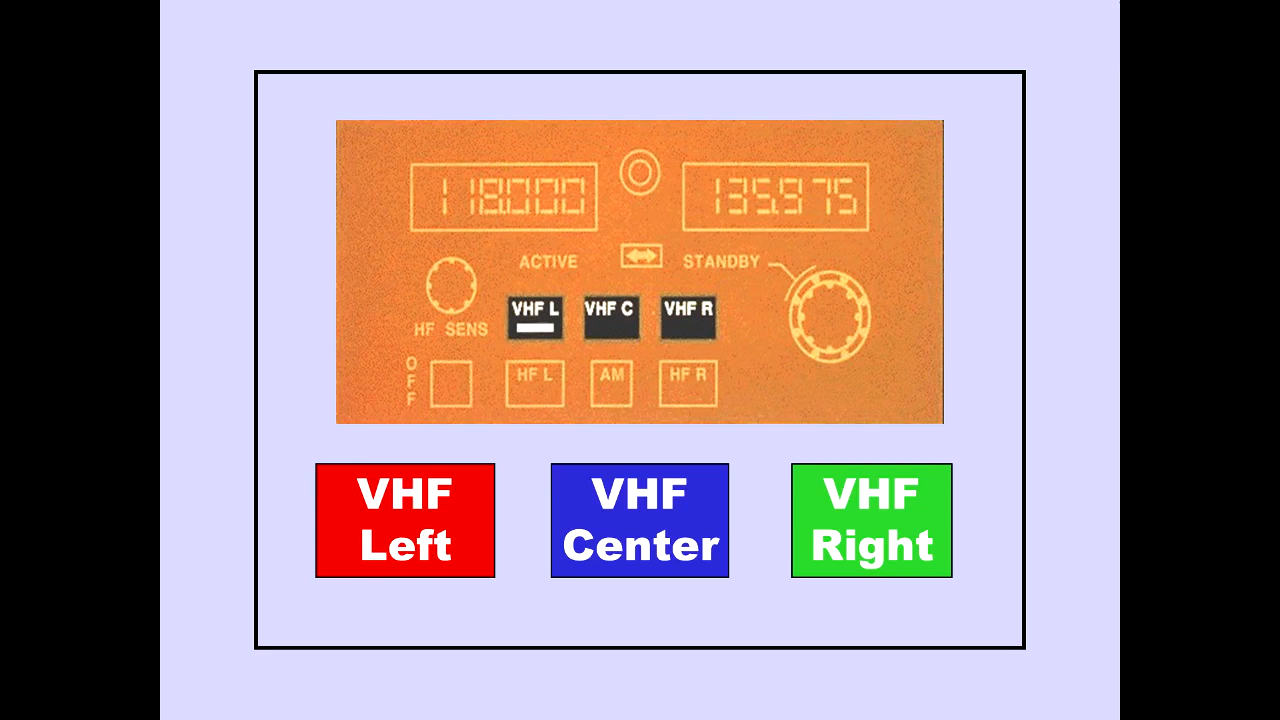 118.000 135.975
ACTIVE STANDBY
VHF L VHF C VHF R
HF SENS
OFF HF L AM HF R
VHF VHF VHF
Left Center Right